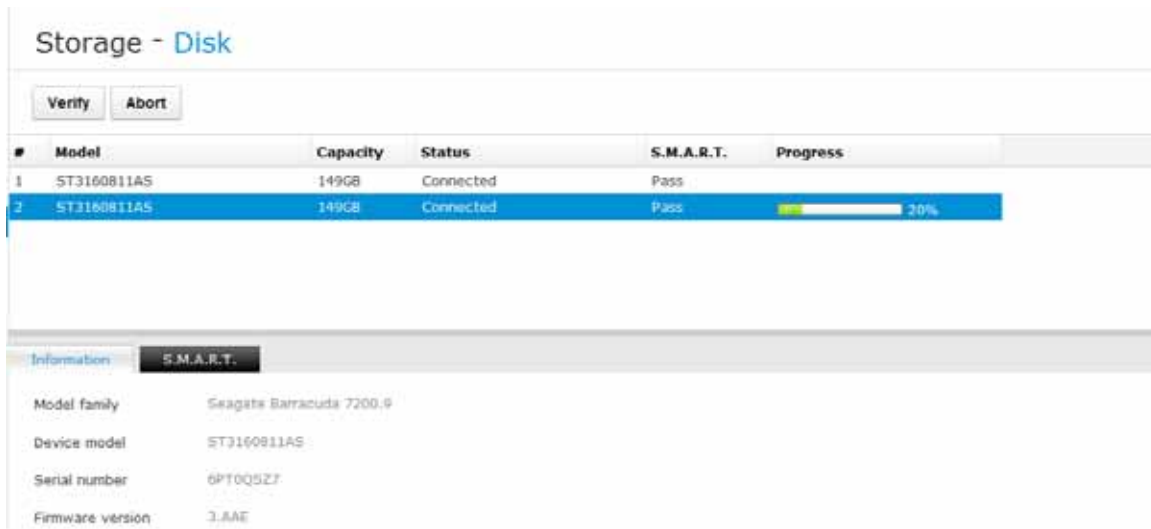 Storage - Disk
Verify Abort
# Model Capacity Status S.M.A.R.T. Progress
1 ST3160811AS 149GB Connected Pass
2 ST3160811AS 149GB Connected Pass 20%
Information S.M.A.R.T.
Model family Seagate Barracuda 7200.9
Device model ST3160811AS
Serial number 6PT0QSZ7
Firmware version 3.AAE